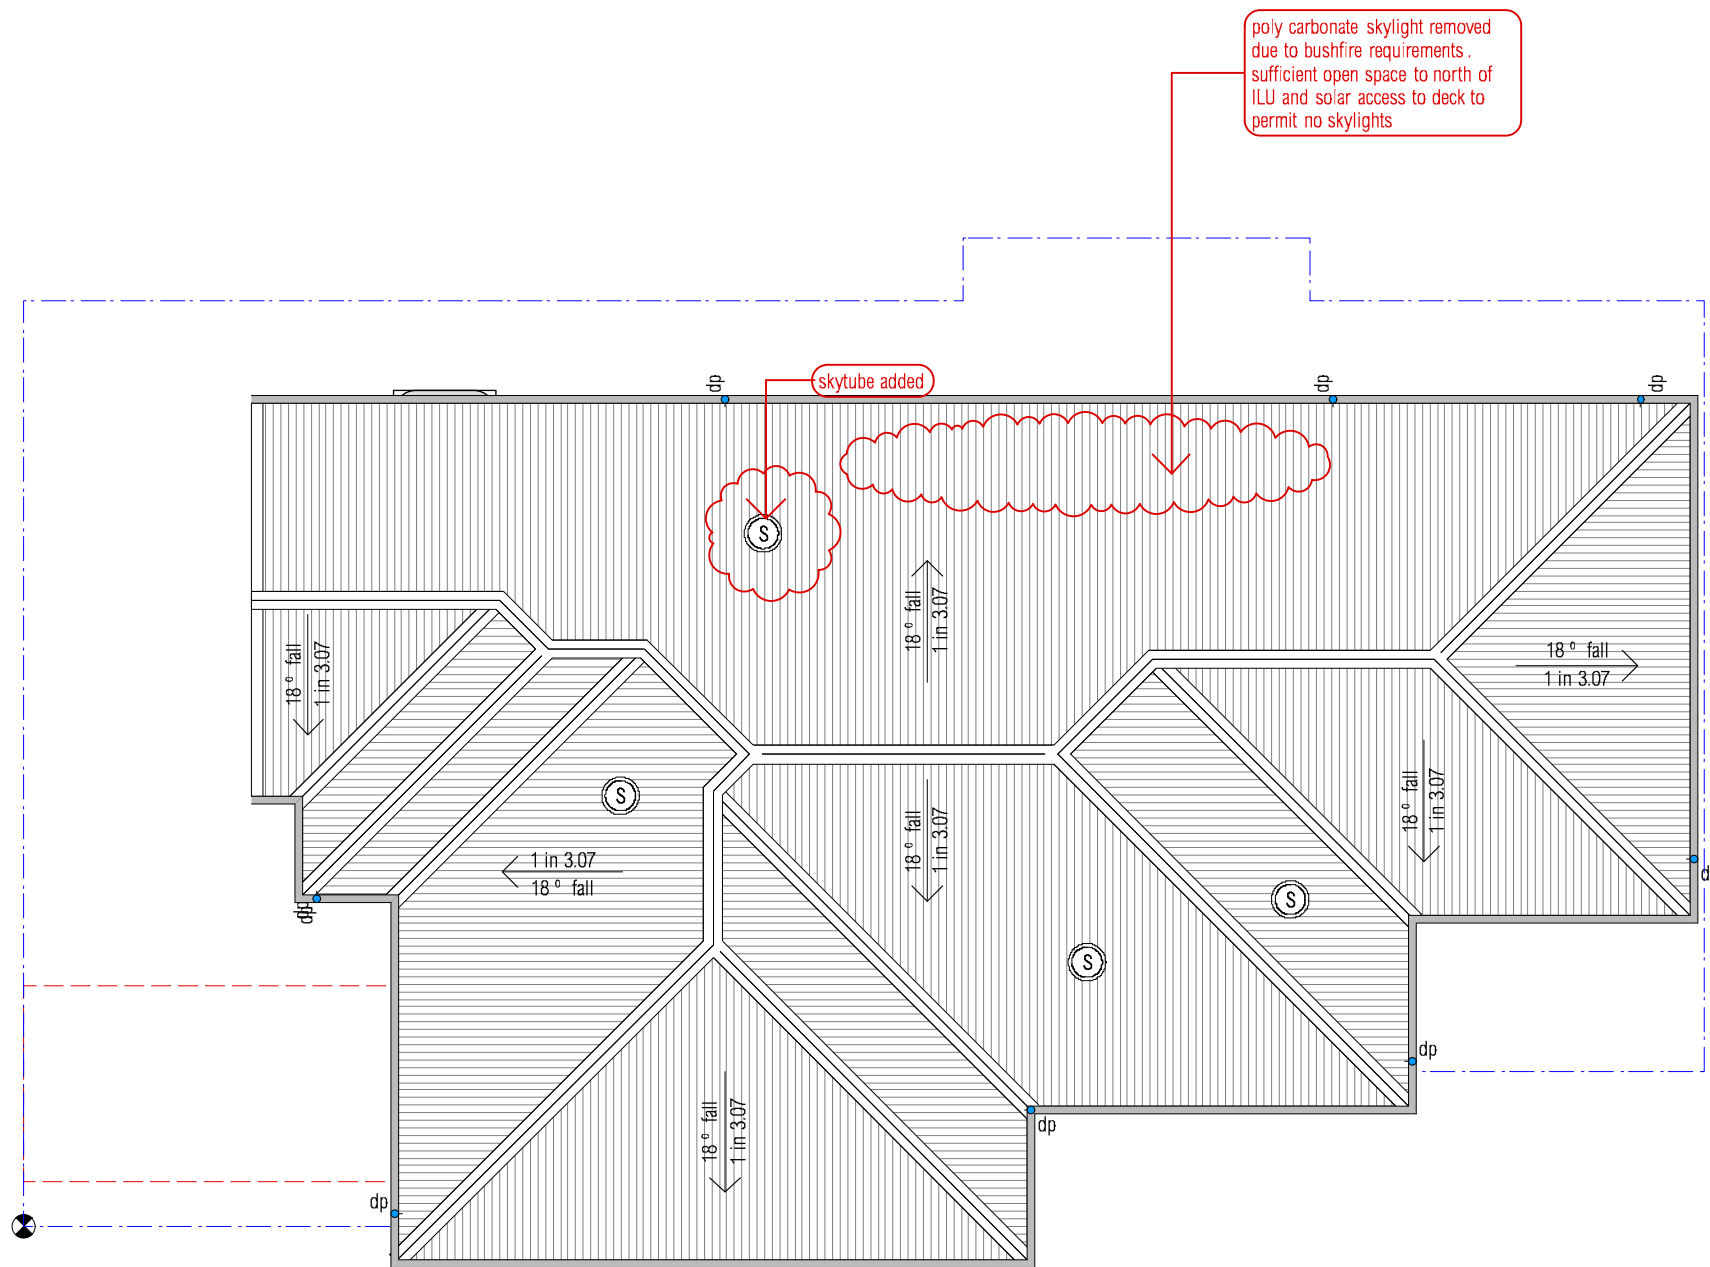 poly carbonate skylight removed
due to bushfire requirements.
sufficient open space to north of
ILU and solar access to deck to
permit no skylights
skytube added
dp
dp
dp
S
18° fall
1 in 3.07
18° fall
1 in 3.07
18° fall
1 in 3.07
S
18° fall
1 in 3.07
18° fall
1 in 3.07
1 in 3.07
18° fall
d
S
dp
dp
S
dp
dp
18° fall
1 in 3.07
dp